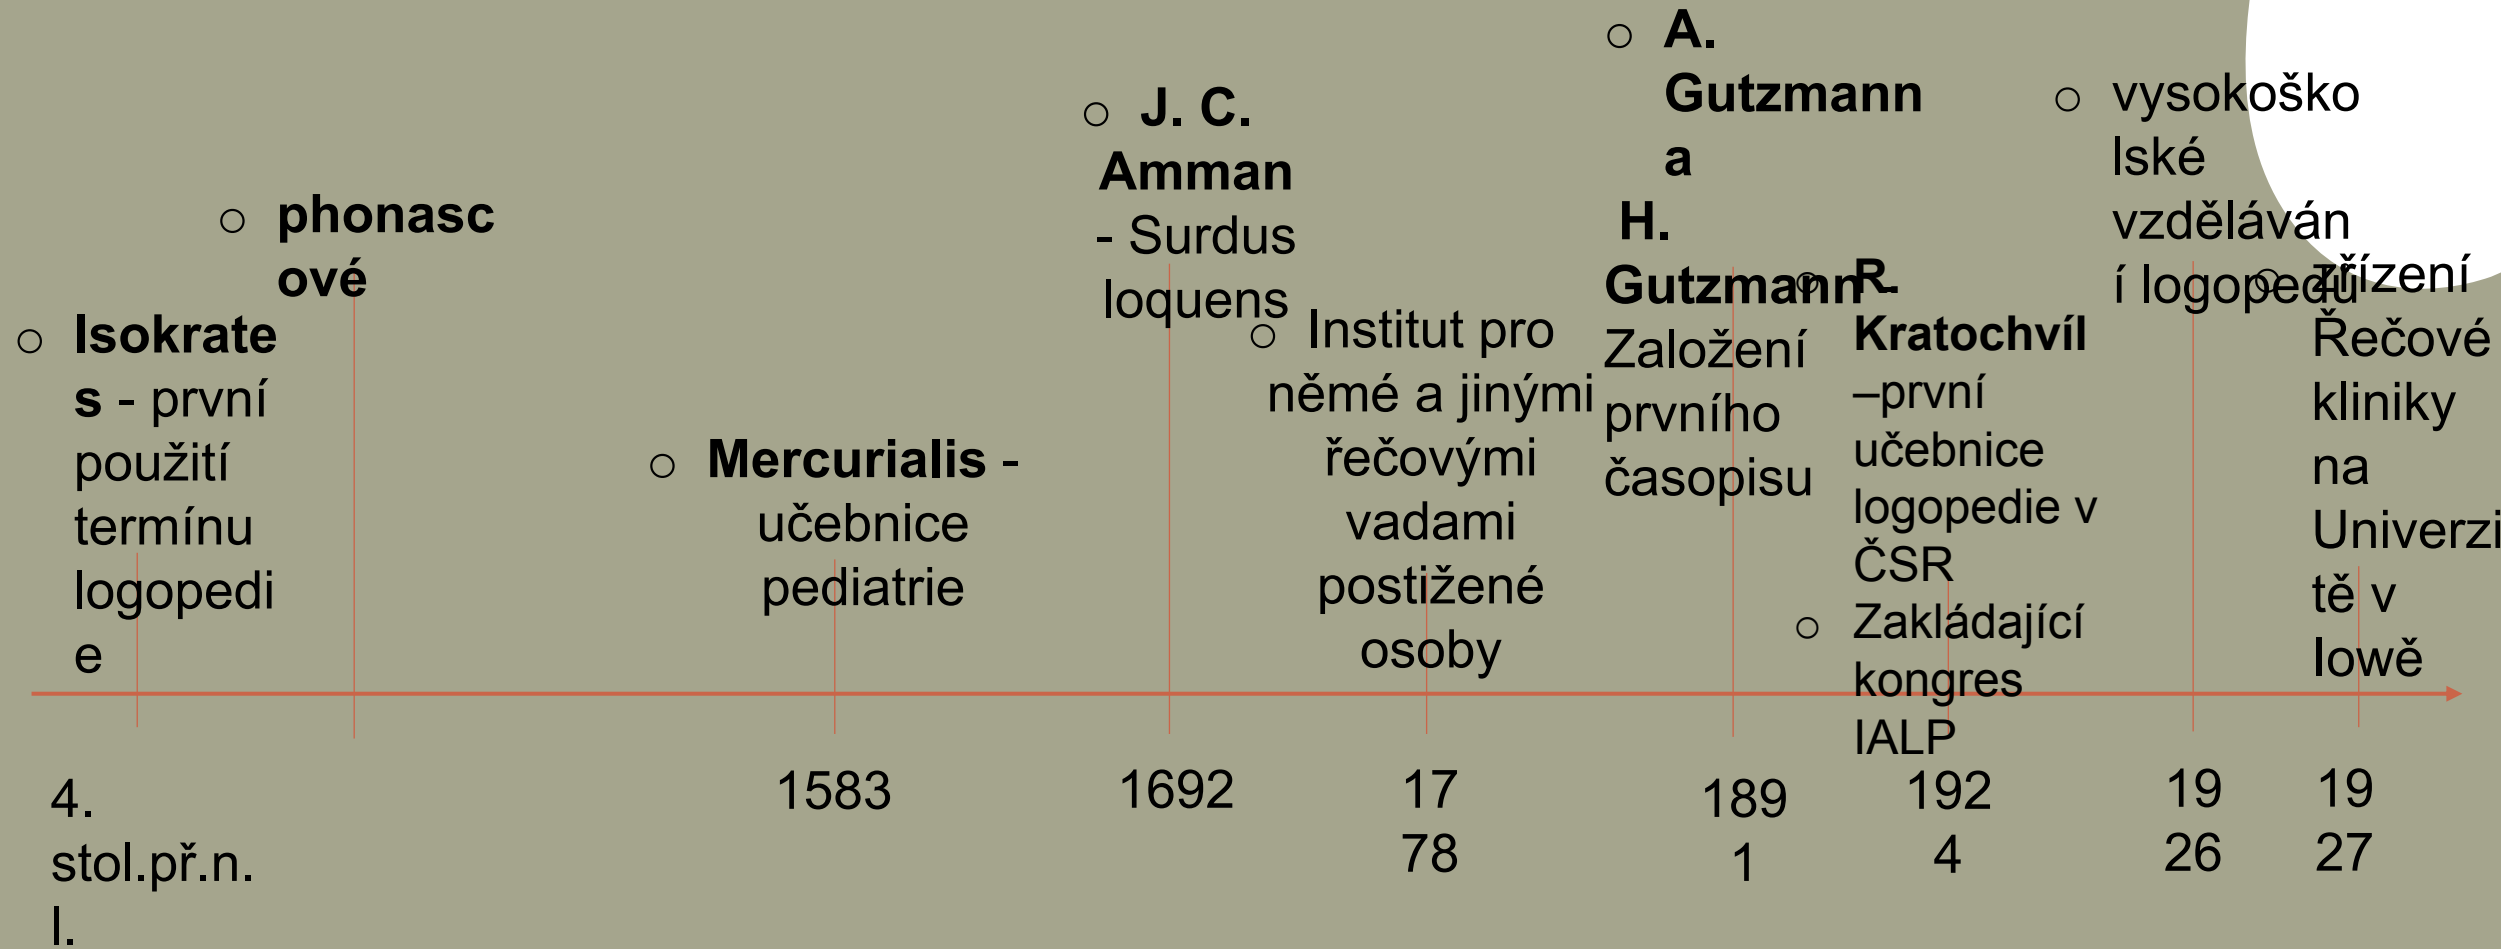 Isokrate
s - první
použití
termínu
logopedi
e
phonasc
ové
Mercurialis -
učebnice
pediatrie
J. C.
Amman
- Surdus
loquens
Institut pro
němé a jinými
řečovými
vadami
postižené
osoby
A.
Gutzmann
a
H.
Gutzmann -
Založení
prvního
časopisu
R.
Kratochvíl
–první
učebnice
logopedie v
ČSR
Zakládající
kongres
IALP
vysokoško
lské
vzděláván
í logopedů
zřízení
Řečové
kliniky
na
Univerzi
tě v
Iowě
4.
stol.př.n.
l.
1583
1692
17
78
189
1
192
4
19
26
19
27